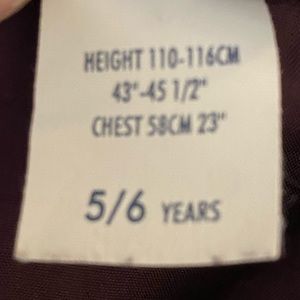 HEIGHT 110-116CM
43"-45 1/2"
CHEST 58CM 23"
5/6 YEARS